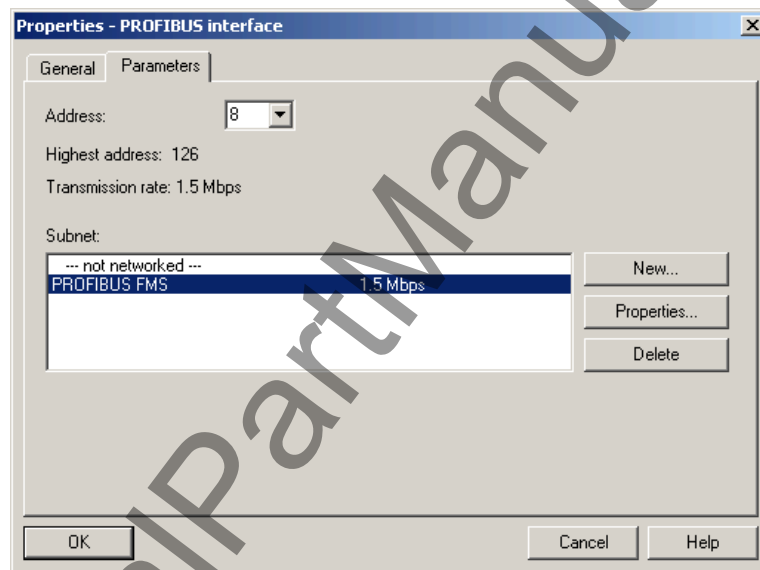 Properties - PROFIBUS interface
General Parameters
Address: 8
Highest address: 126
Transmission rate: 1.5 Mbps
Subnet:
--- not networked ---
PROFIBUS FMS 1.5 Mbps
New...
Properties...
Delete
OK Cancel Help